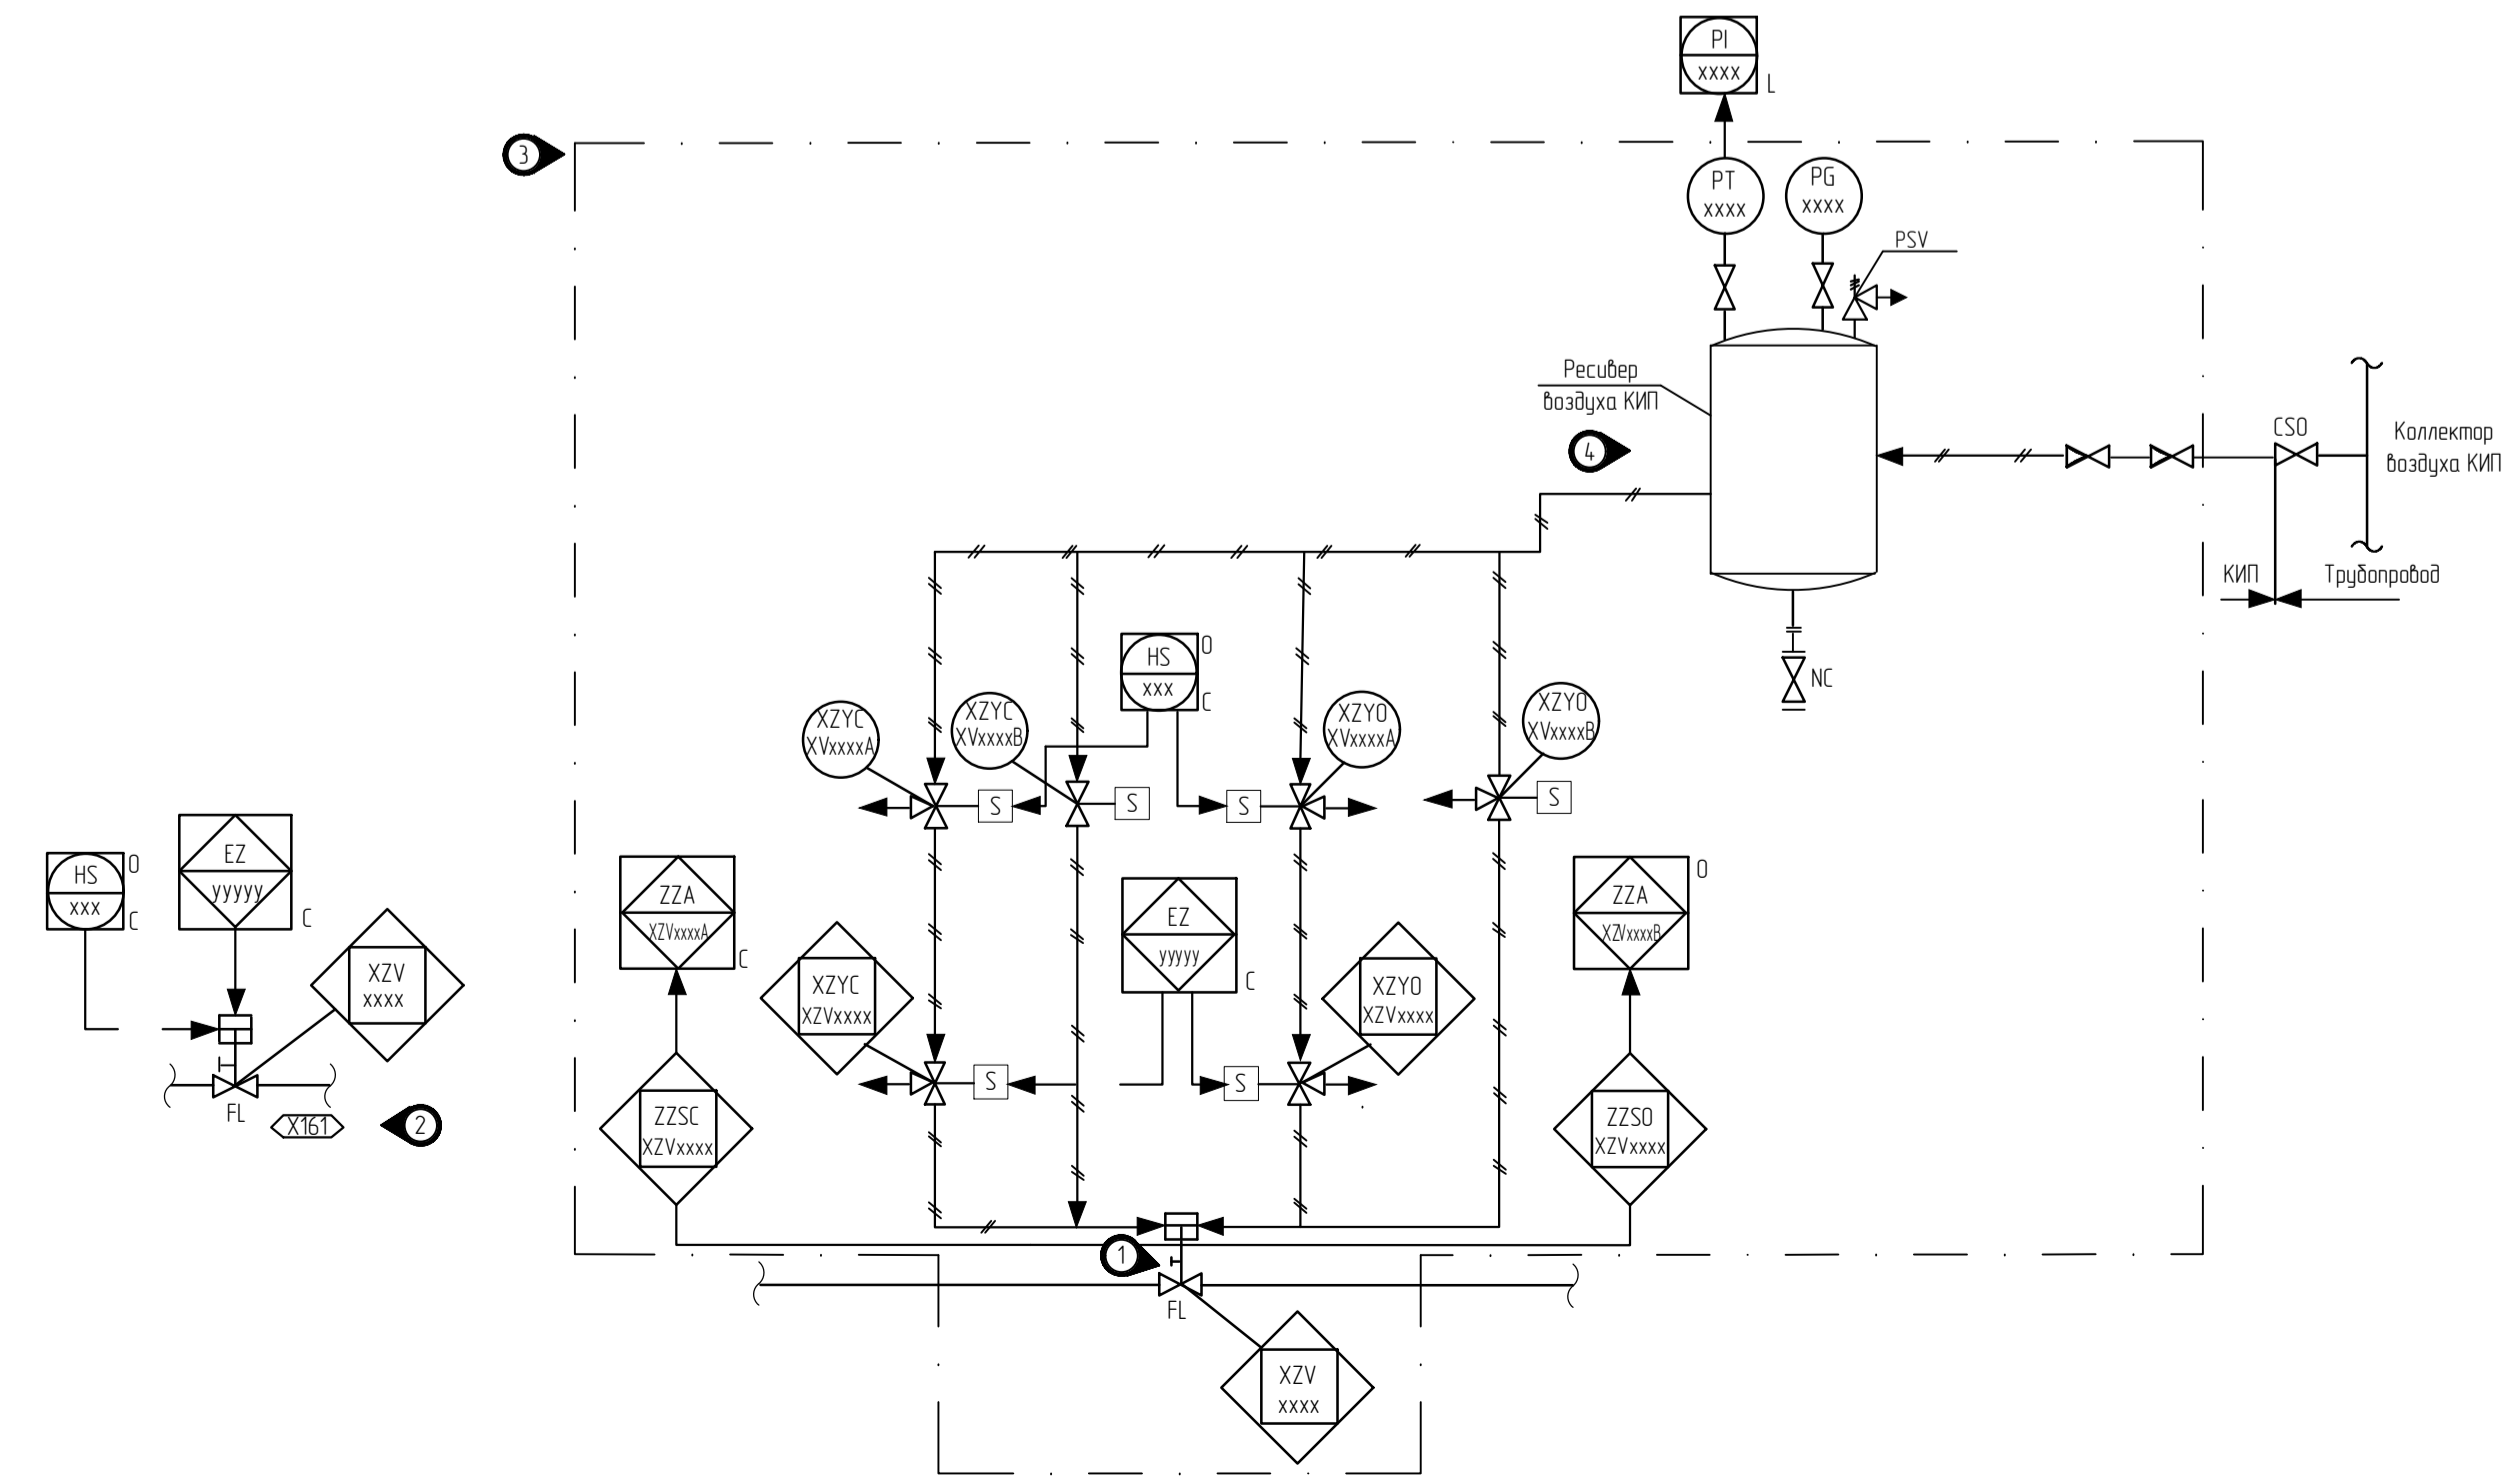 PI
xxxx
L
3
PT
xxxx
PG
xxxx
PSV
Ресивер
воздуха КИП
4
CSO
Коллектор
воздуха КИП
КИП
Трубопровод
NC
HS
xxx
O
C
XZYC
XVxxxxA
XZYC
XVxxxxB
XZYO
XVxxxxA
XZYO
XVxxxxB
S
S
S
S
HS
xxx
O
C
EZ
yyyyy
C
XZV
xxxx
FL
X161
2
ZZA
XZVxxxxA
C
XZYC
XZVxxxx
EZ
yyyyy
C
XZYO
XZVxxxx
ZZA
XZVxxxxB
O
S
S
ZZSC
XZVxxxx
ZZSO
XZVxxxx
1
FL
XZV
xxxx